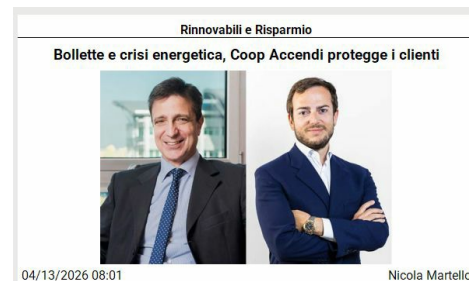 Rinnovabili e Risparmio
Bollette e crisi energetica, Coop Accendi protegge i clienti
04/13/2026 08:01
Nicola Martello